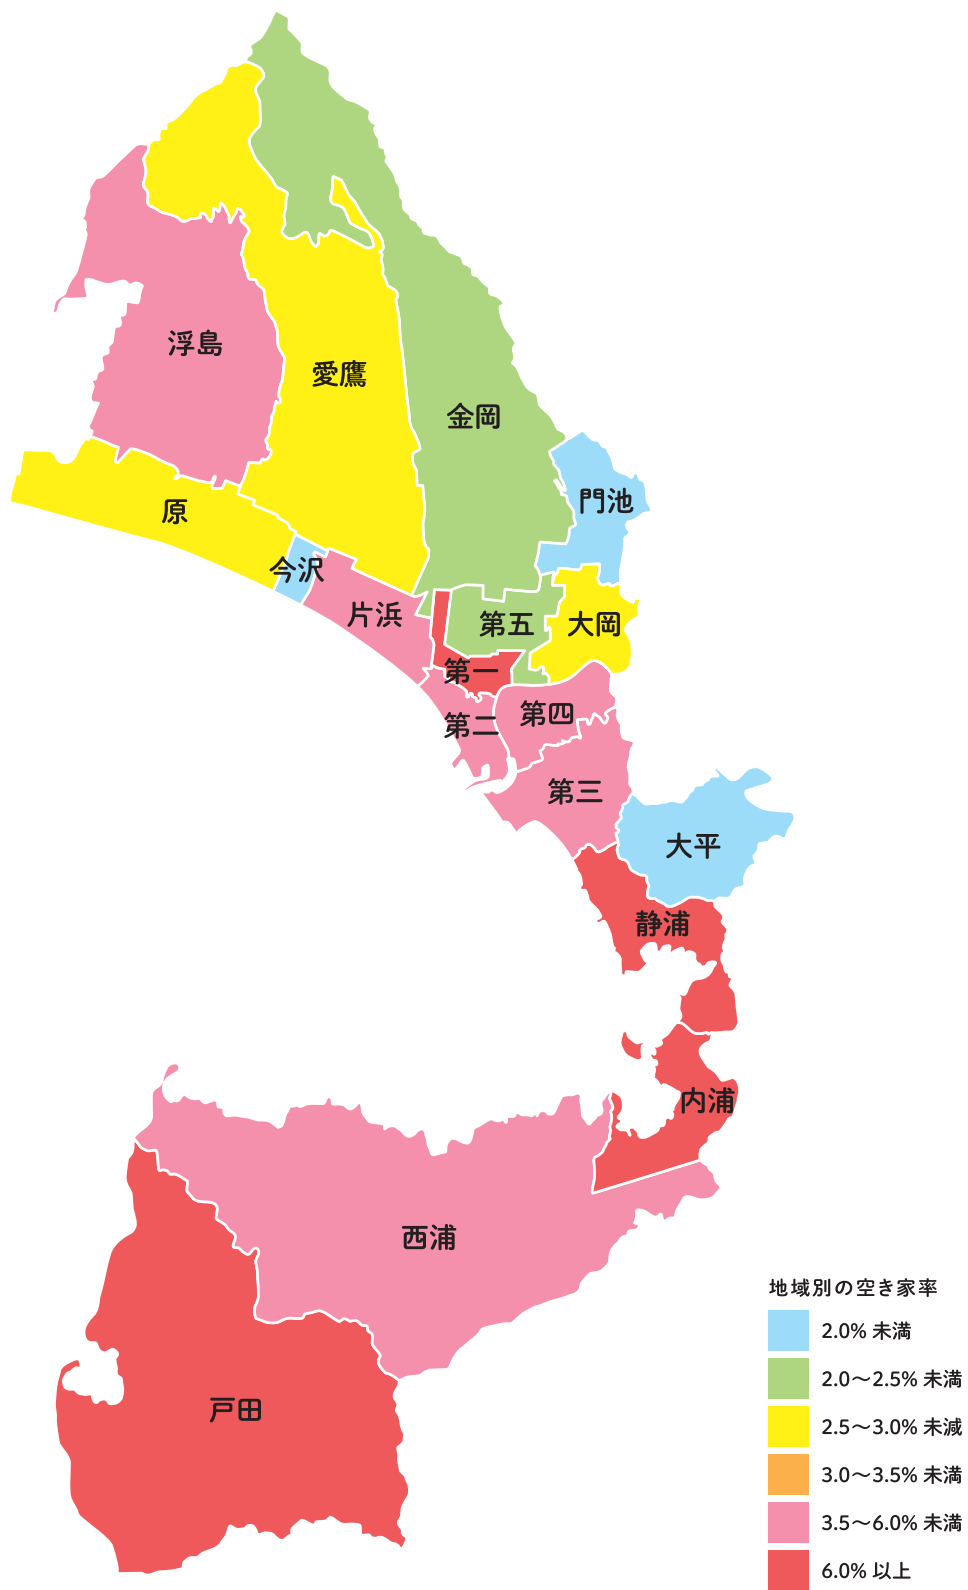 浮島
愛鷹
金岡
門池
原
今沢
片浜
第五
大岡
第一
第二
第四
第三
大平
静浦
内浦
西浦
戸田
地域別の空き家率
2.0% 未満
2.0〜2.5% 未満
2.5〜3.0% 未減
3.0〜3.5% 未満
3.5〜6.0% 未満
6.0% 以上